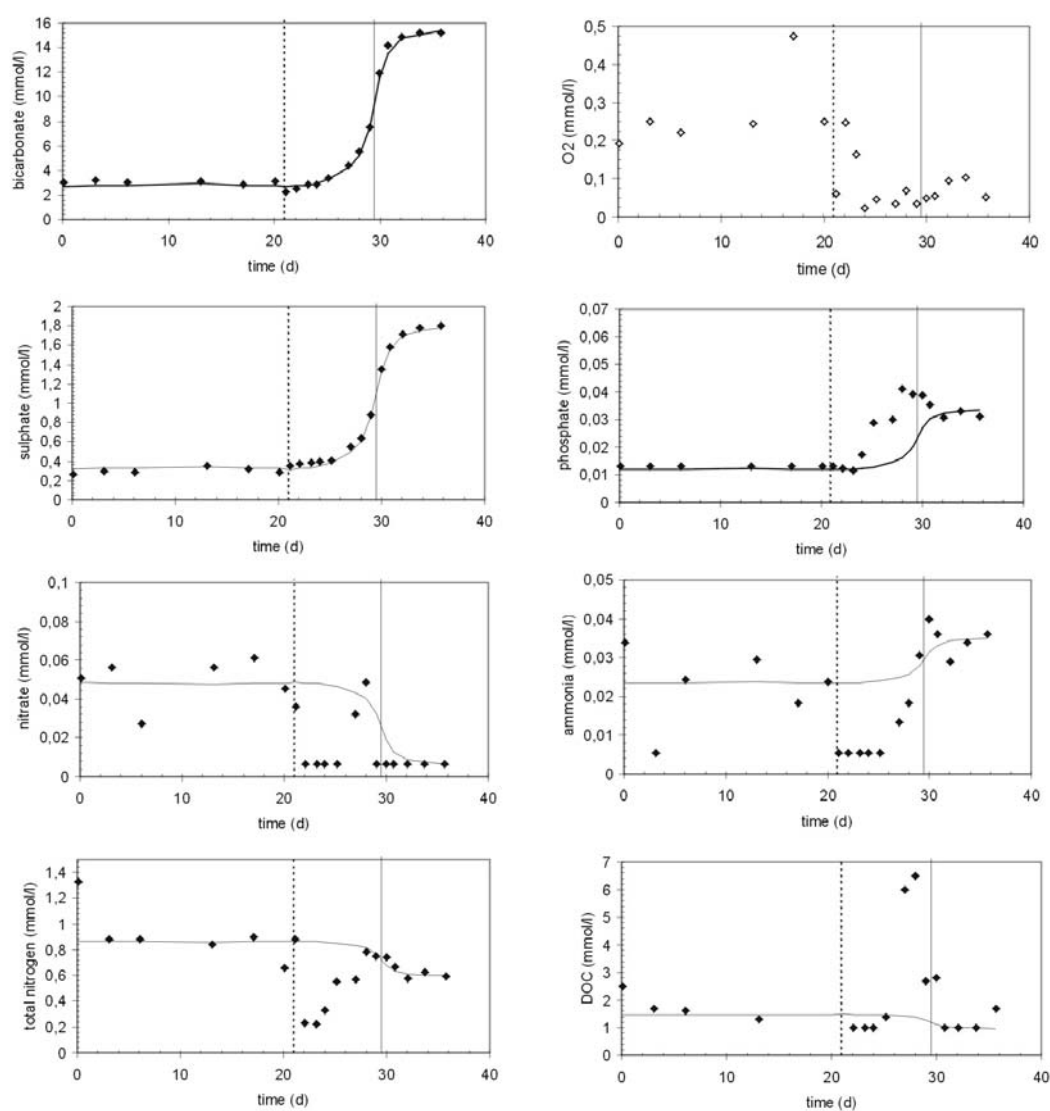 bicarbonate (mmol/l)
16
14
12
10
8
6
4
2
0
0 10 20 30 40
time (d)
O2 (mmol/l)
0,5
0,4
0,3
0,2
0,1
0
0 10 20 30 40
time (d)
sulphate (mmol/l)
2
1,8
1,6
1,4
1,2
1
0,8
0,6
0,4
0,2
0
0 10 20 30 40
time (d)
phosphate (mmol/l)
0,07
0,06
0,05
0,04
0,03
0,02
0,01
0
0 10 20 30 40
time (d)
nitrate (mmol/l)
0,1
0,08
0,06
0,04
0,02
0
0 10 20 30 40
time (d)
ammonia (mmol/l)
0,05
0,04
0,03
0,02
0,01
0
0 10 20 30 40
time (d)
total nitrogen (mmol/l)
1,4
1,2
1
0,8
0,6
0,4
0,2
0
0 10 20 30 40
time (d)
DOC (mmol/l)
7
6
5
4
3
2
1
0
0 10 20 30 40
time (d)